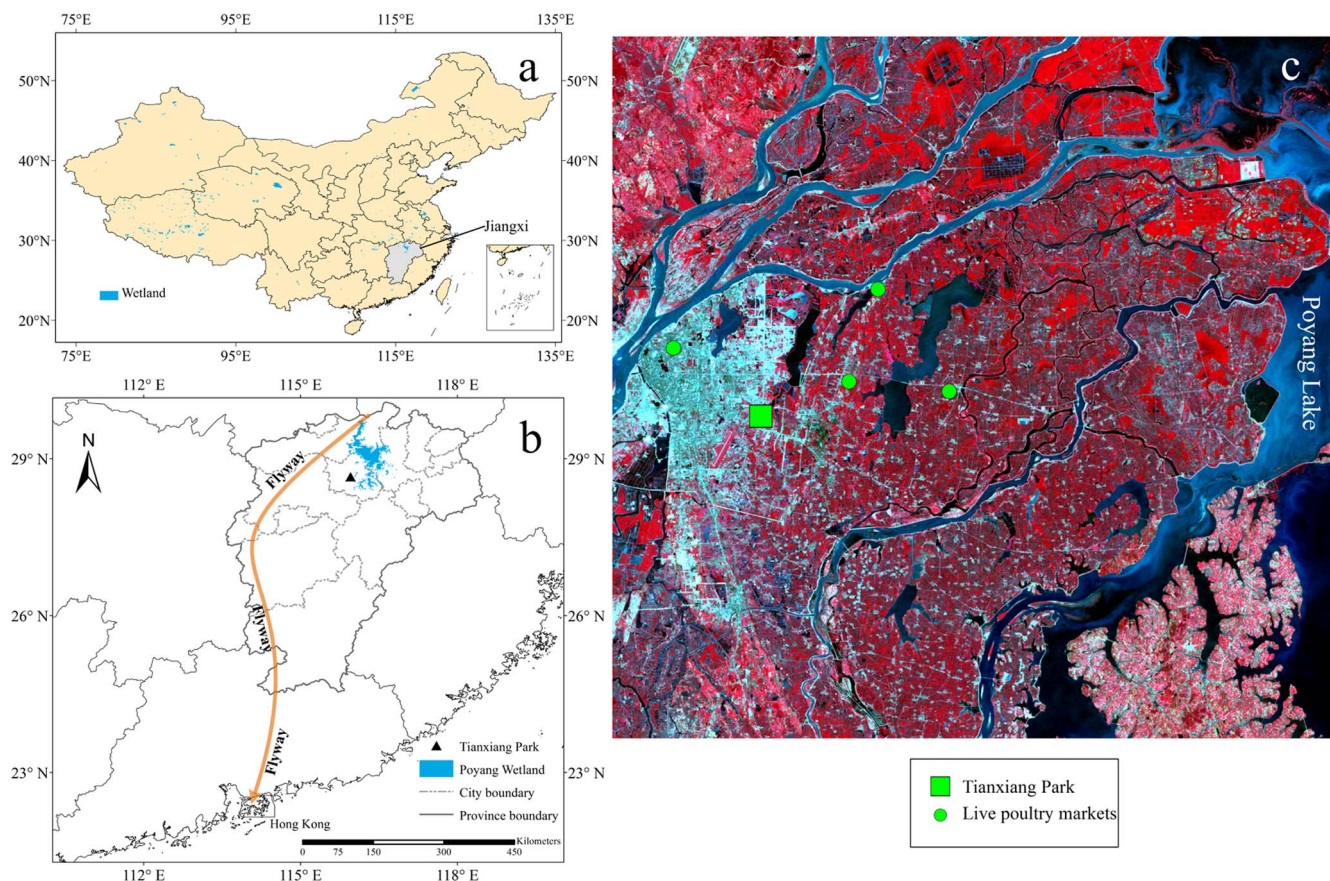 75°E 95°E 115°E 135°E
a
50°N 50°N
40°N 40°N
30°N 30°N
20°N 20°N
Jiangxi
Wetland
75°E 95°E 115°E 135°E
112°E 115°E 118°E
b
N
29°N 29°N
26°N 26°N
23°N 23°N
Flyway
Flyway
Flyway
Tianxiang Park
Poyang Wetland
City boundary
Province boundary
Hong Kong
Kilometers
0 75 150 300 450
112°E 115°E 118°E
c
Poyang Lake
Tianxiang Park
Live poultry markets